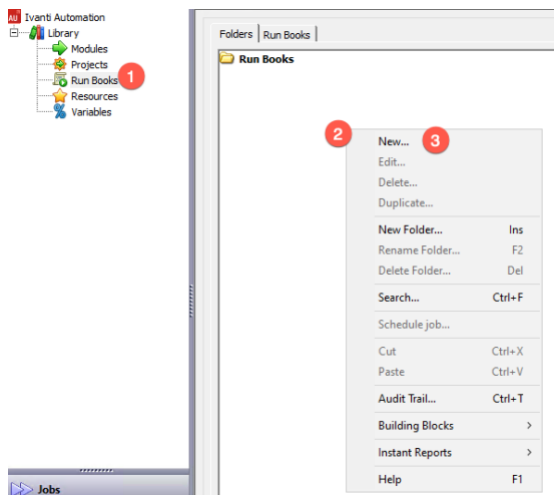 AU Ivanti Automation
Library
Modules
Projects
Run Books 1
Resources
Variables
Jobs
Folders Run Books
Run Books
2
New... 3
Edit...
Delete...
Duplicate...
New Folder... Ins
Rename Folder... F2
Delete Folder... Del
Search... Ctrl+F
Schedule job...
Cut Ctrl+X
Paste Ctrl+V
Audit Trail... Ctrl+T
Building Blocks >
Instant Reports >
Help F1